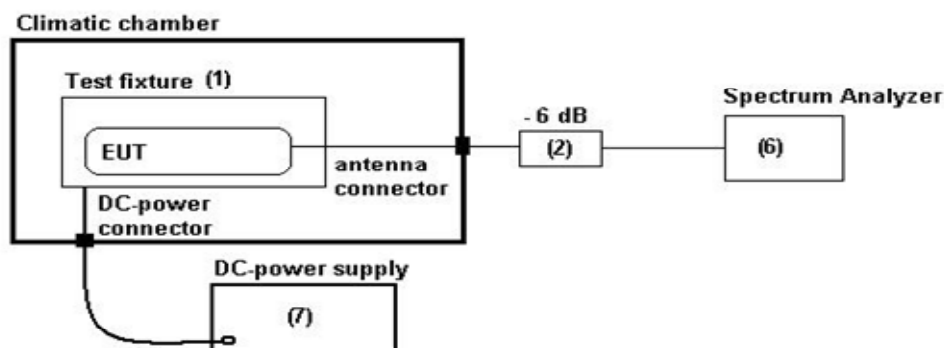 Climatic chamber
Test fixture (1)
EUT
antenna
connector
DC-power
connector
- 6 dB
(2)
Spectrum Analyzer
(6)
DC-power supply
(7)